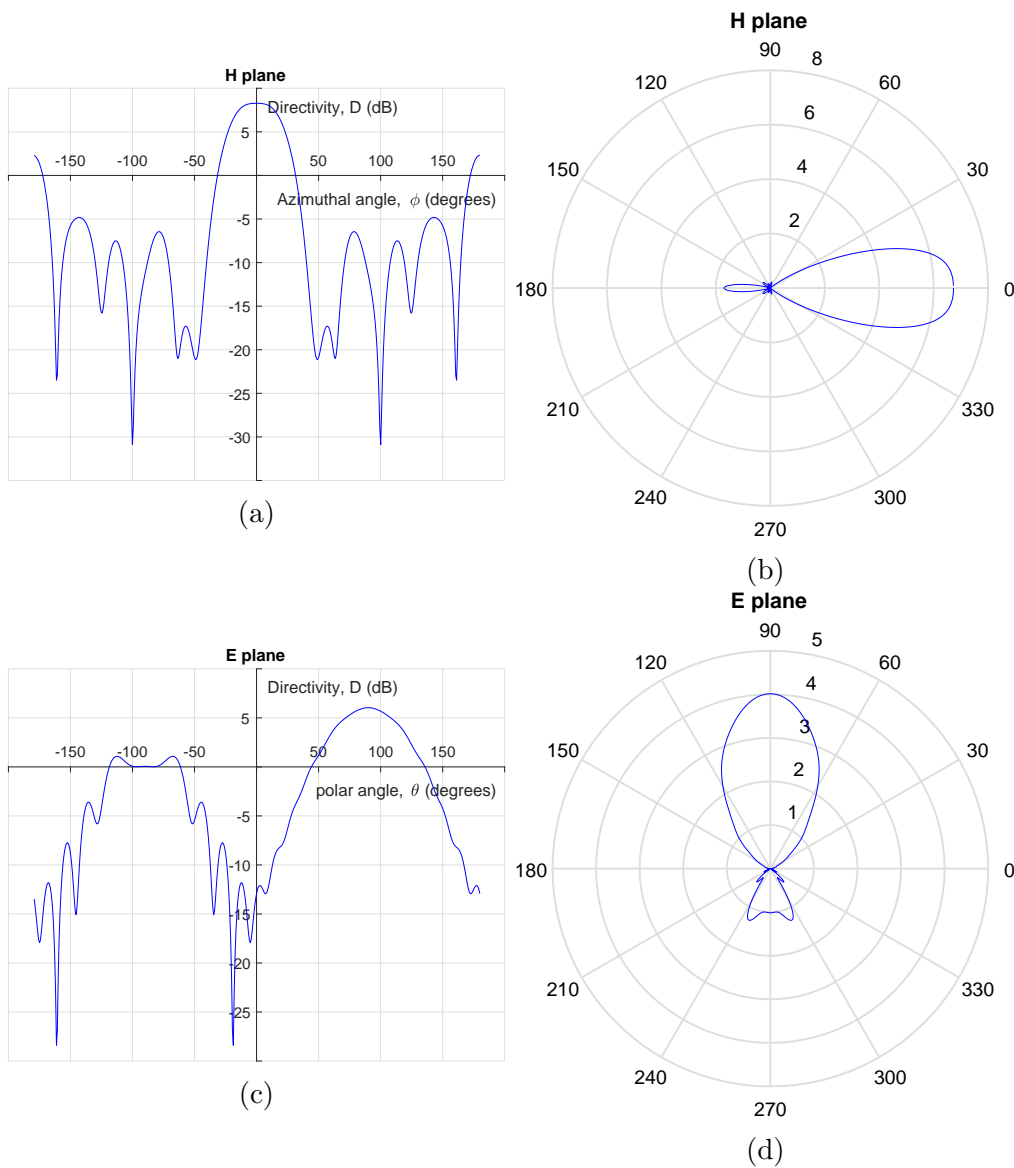 H plane
Directivity, D (dB)
5
-150 -100 -50 50 100 150
Azimuthal angle, ϕ (degrees)
-5
-10
-15
-20
-25
-30
(a)
H plane
90
8
120 60
6
4
150 30
2
180 0
210 330
240 300
270
(b)
E plane
Directivity, D (dB)
5
-150 -100 -50 50 100 150
polar angle, θ (degrees)
-5
-10
-15
-20
-25
(c)
E plane
90
5
120 60
4
3
150 30
2
1
180 0
210 330
240 300
270
(d)